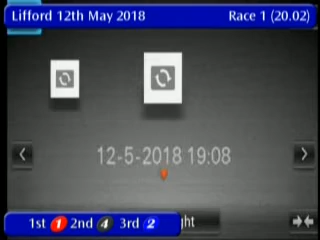 Lifford 12th May 2018 Race 1 (20.02)
12-5-2018 19:08
1st 1 2nd 4 3rd 2